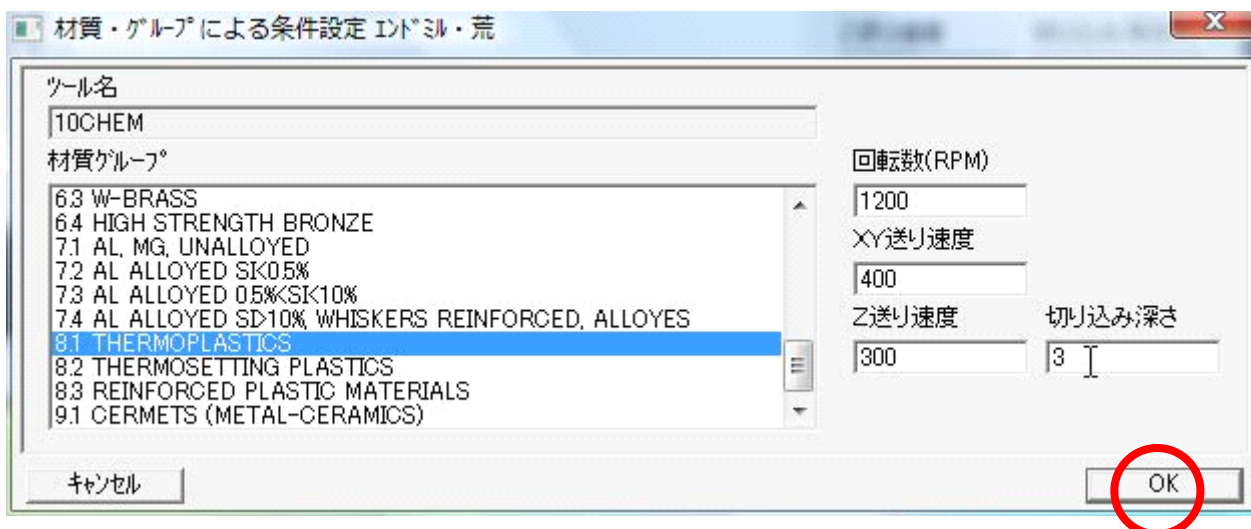 材質・グループによる条件設定 エンドミル・荒
X
ツール名
10CHEM
材質グループ
6.3 W-BRASS
6.4 HIGH STRENGTH BRONZE
7.1 AL, MG, UNALLOYED
7.2 AL ALLOYED SI<0.5%
7.3 AL ALLOYED 0.5%<SI<10%
7.4 AL ALLOYED SI>10%, WHISKERS REINFORCED, ALLOYES
8.1 THERMOPLASTICS
8.2 THERMOSETTING PLASTICS
8.3 REINFORCED PLASTIC MATERIALS
9.1 CERMETS (METAL-CERAMICS)
回転数(RPM)
1200
XY送り速度
400
Z送り速度 切り込み深さ
300 3
キャンセル OK